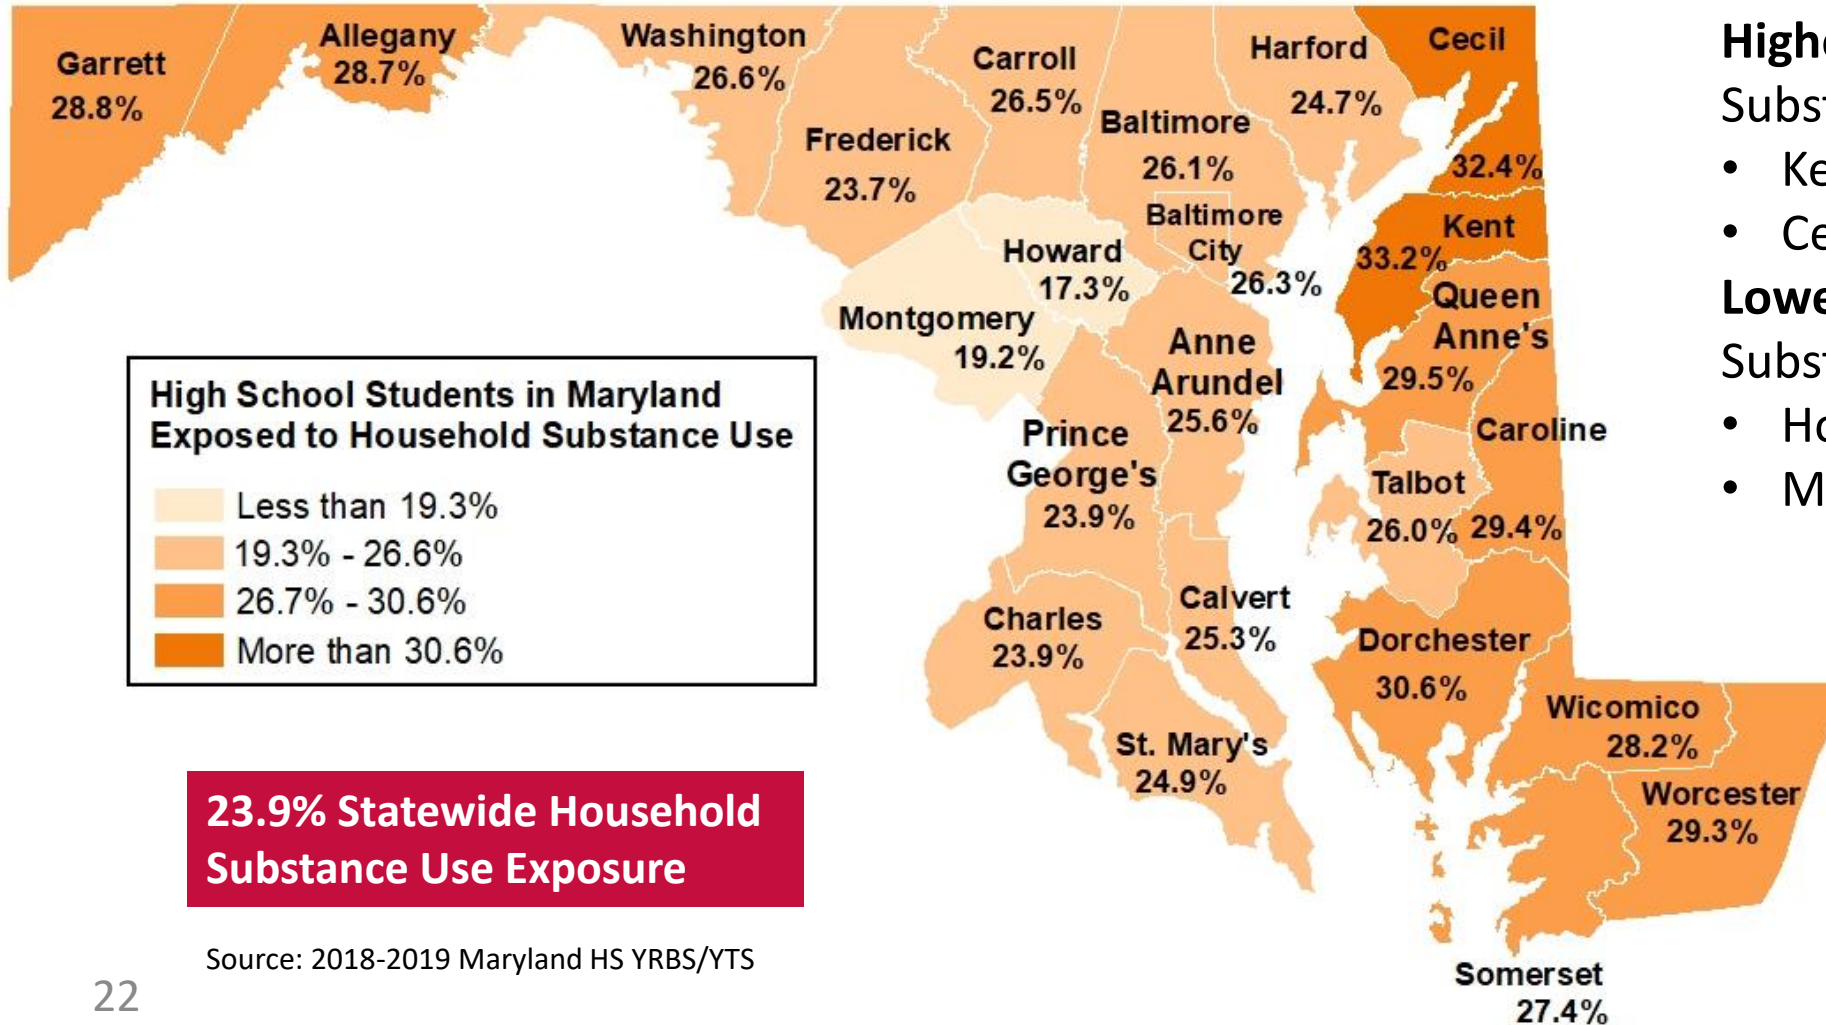 Garrett
28.8%
Allegany
28.7%
Washington
26.6%
Frederick
23.7%
Carroll
26.5%
Baltimore
26.1%
Baltimore
City
26.3%
Harford
24.7%
Cecil
32.4%
Kent
33.2%
Queen
Anne's
29.5%
Howard
17.3%
Montgomery
19.2%
Anne
Arundel
25.6%
Prince
George's
23.9%
Caroline
29.4%
Talbot
26.0%
Charles
23.9%
Calvert
25.3%
St. Mary's
24.9%
Dorchester
30.6%
Wicomico
28.2%
Worcester
29.3%
Somerset
27.4%
High School Students in Maryland
Exposed to Household Substance Use
Less than 19.3%
19.3% - 26.6%
26.7% - 30.6%
More than 30.6%
23.9% Statewide Household
Substance Use Exposure
Source: 2018-2019 Maryland HS YRBS/YTS
22